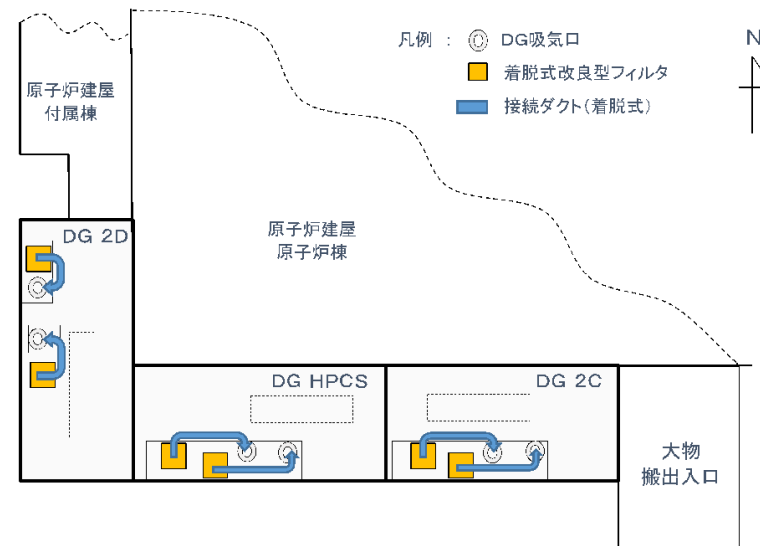 凡例 : DG吸気口
着脱式改良型フィルタ
接続ダクト(着脱式)
N
原子炉建屋
付属棟
原子炉建屋
原子炉棟
DG 2D
DG HPCS
DG 2C
大物
搬出入口